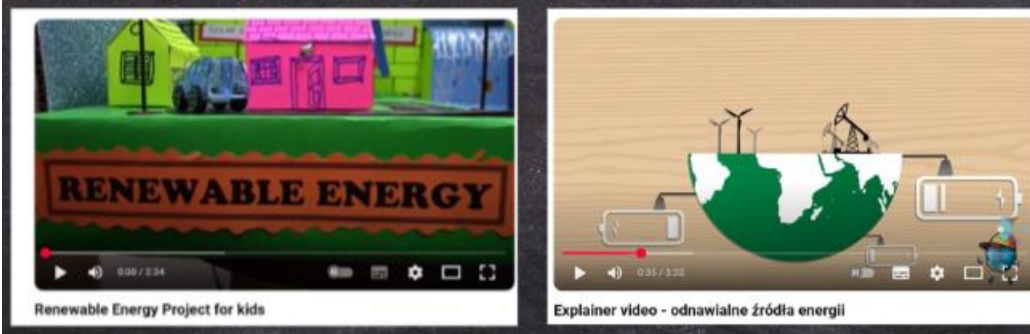 RENEWABLE ENERGY
0:00 / 2:34
Renewable Energy Project for kids
0:35 / 3:33
Explainer video - odnawialne źródła energii